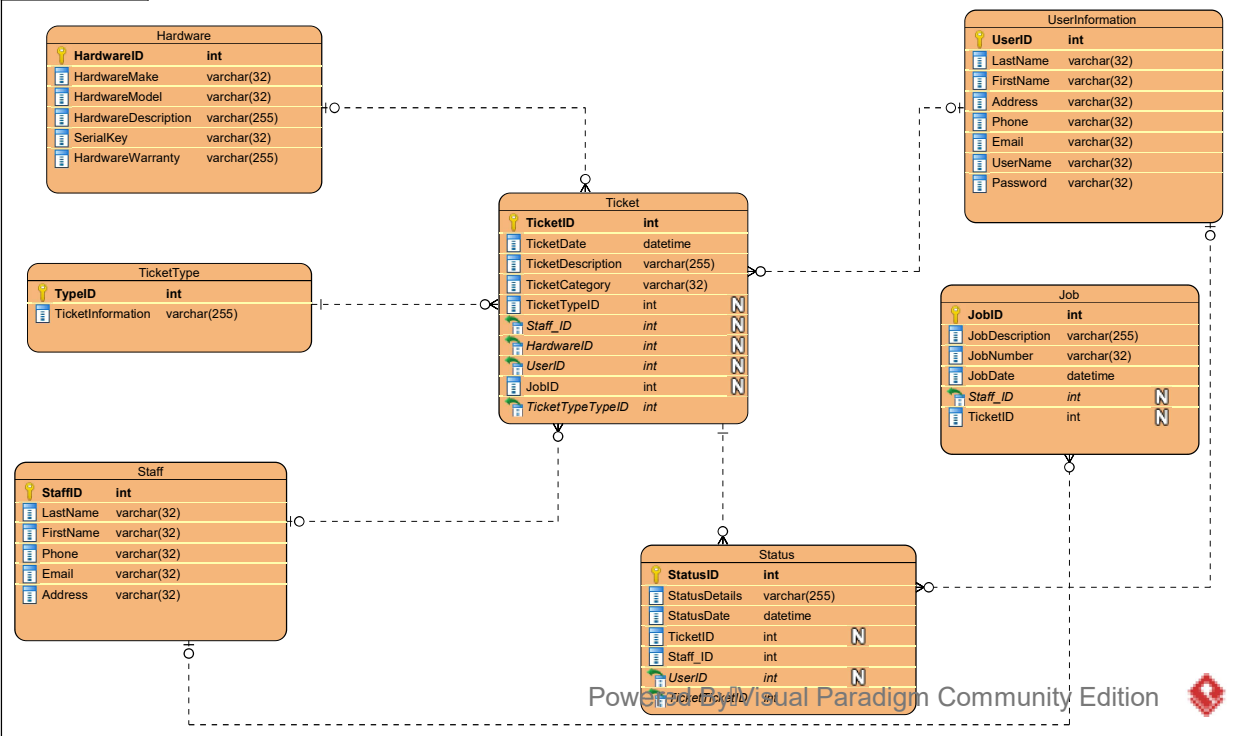 Hardware
HardwareID int
HardwareMake varchar(32)
HardwareModel varchar(32)
HardwareDescription varchar(255)
SerialKey varchar(32)
HardwareWarranty varchar(255)
UserInformation
UserID int
LastName varchar(32)
FirstName varchar(32)
Address varchar(32)
Phone varchar(32)
Email varchar(32)
UserName varchar(32)
Password varchar(32)
Ticket
TicketID int
TicketDate datetime
TicketDescription varchar(255)
TicketCategory varchar(32)
TicketTypeID int N
Staff_ID int N
HardwareID int N
UserID int N
JobID int N
TicketTypeTypeID int
TicketType
TypeID int
TicketInformation varchar(255)
Job
JobID int
JobDescription varchar(255)
JobNumber varchar(32)
JobDate datetime
Staff_ID int N
TicketID int N
Staff
StaffID int
LastName varchar(32)
FirstName varchar(32)
Phone varchar(32)
Email varchar(32)
Address varchar(32)
Status
StatusID int
StatusDetails varchar(255)
StatusDate datetime
TicketID int N
Staff_ID int
UserID int N
TicketTicketID int
Powered By Visual Paradigm Community Edition